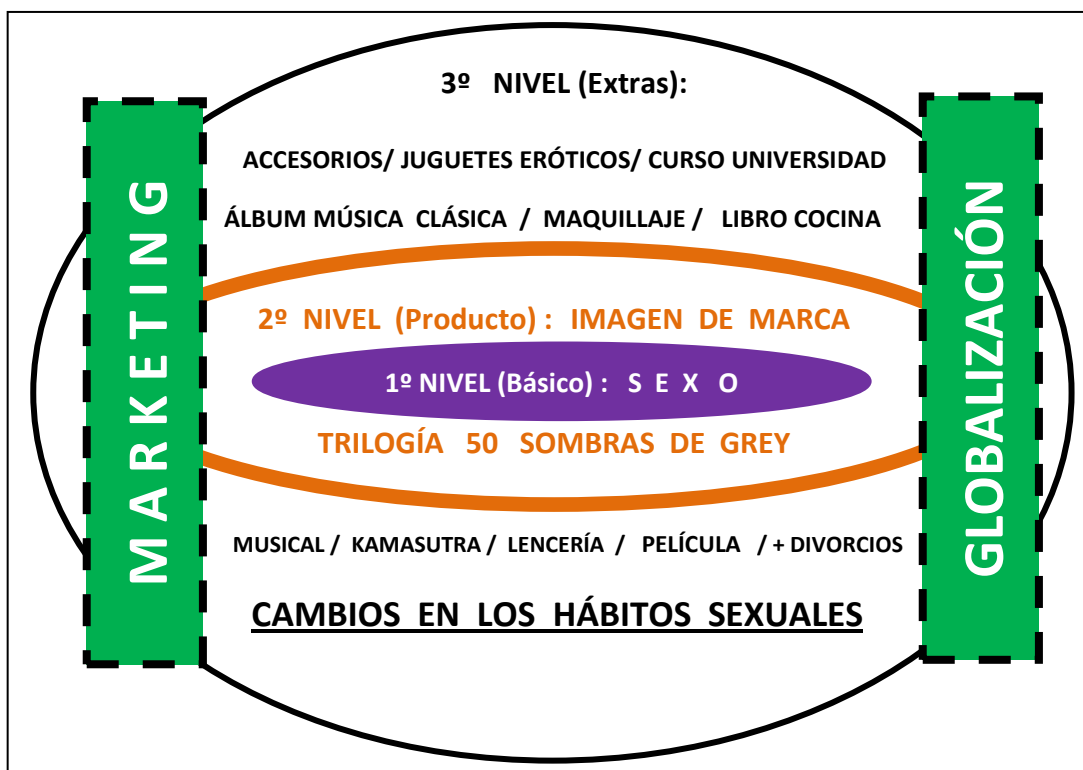 3º NIVEL (Extras):
ACCESORIOS/ JUGUETES ERÓTICOS/ CURSO UNIVERSIDAD
ÁLBUM MÚSICA CLÁSICA / MAQUILLAJE / LIBRO COCINA
2º NIVEL (Producto) : IMAGEN DE MARCA
1º NIVEL (Básico) : S E X O
TRILOGÍA 50 SOMBRAS DE GREY
MUSICAL / KAMASUTRA / LENCERÍA / PELÍCULA / + DIVORCIOS
CAMBIOS EN LOS HÁBITOS SEXUALES
M A R K E T I N G
GLOBALIZACIÓN